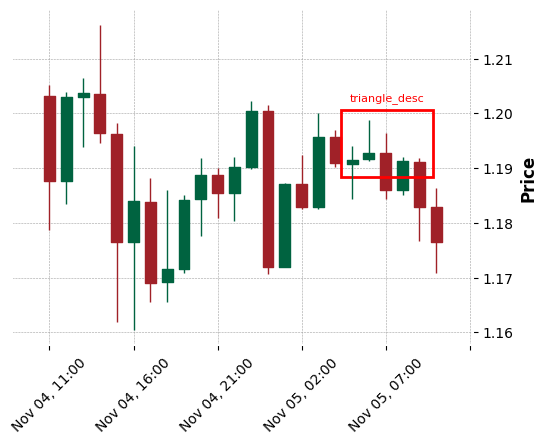 triangle_desc
1.21
1.20
1.19
1.18
1.17
1.16
Price
Nov 04, 11:00
Nov 04, 16:00
Nov 04, 21:00
Nov 05, 02:00
Nov 05, 07:00